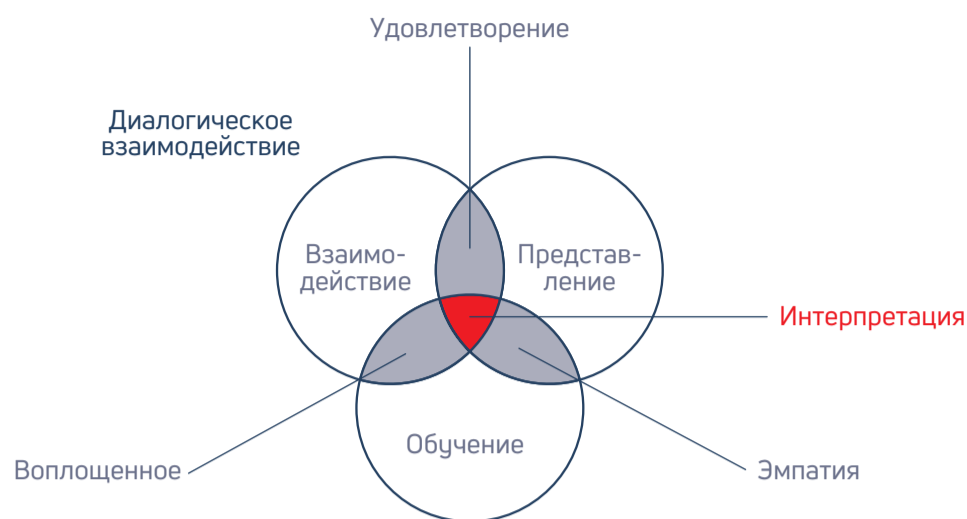 Удовлетворение
Диалогическое
взаимодействие
Взаимо-
действие
Представ-
ление
Интерпретация
Обучение
Воплощенное
Эмпатия